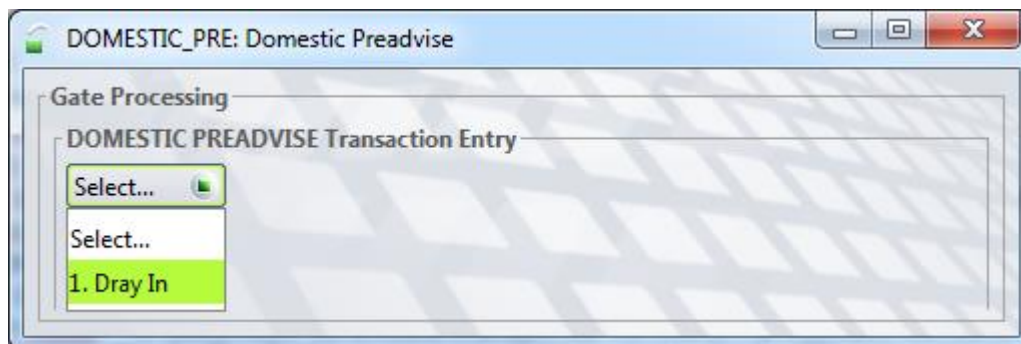 DOMESTIC_PRE: Domestic Preadvise
Gate Processing
DOMESTIC PREADVISE Transaction Entry
Select...
Select...
1. Dray In